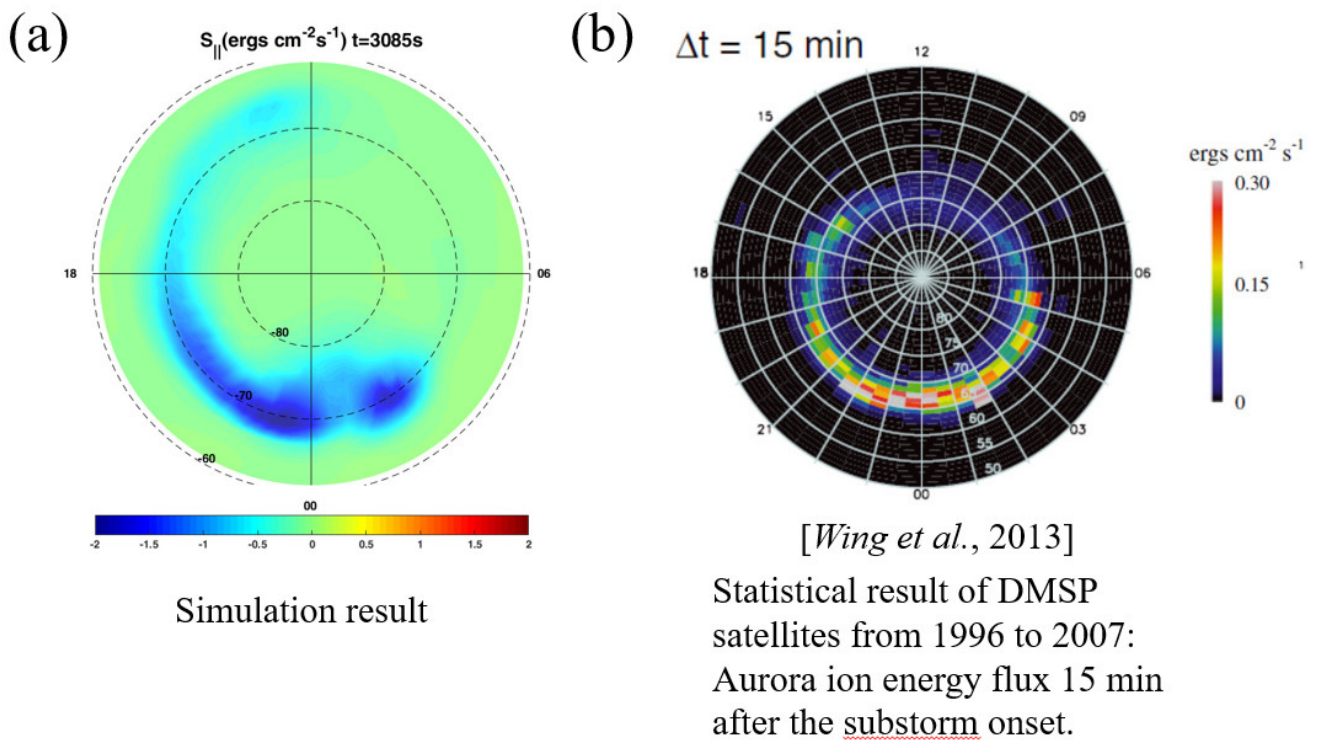 (a)
S||(ergs cm-2s-1) t=3085s
18
06
-80
-70
-60
00
-2 -1.5 -1 -0.5 0 0.5 1 1.5 2
Simulation result
(b)
Δt = 15 min
12
15
09
18
06
80
75
70
65
60
55
50
21
03
00
ergs cm-2 s-1
0.30
0.15
0
1
[Wing et al., 2013]
Statistical result of DMSP
satellites from 1996 to 2007:
Aurora ion energy flux 15 min
after the substorm onset.